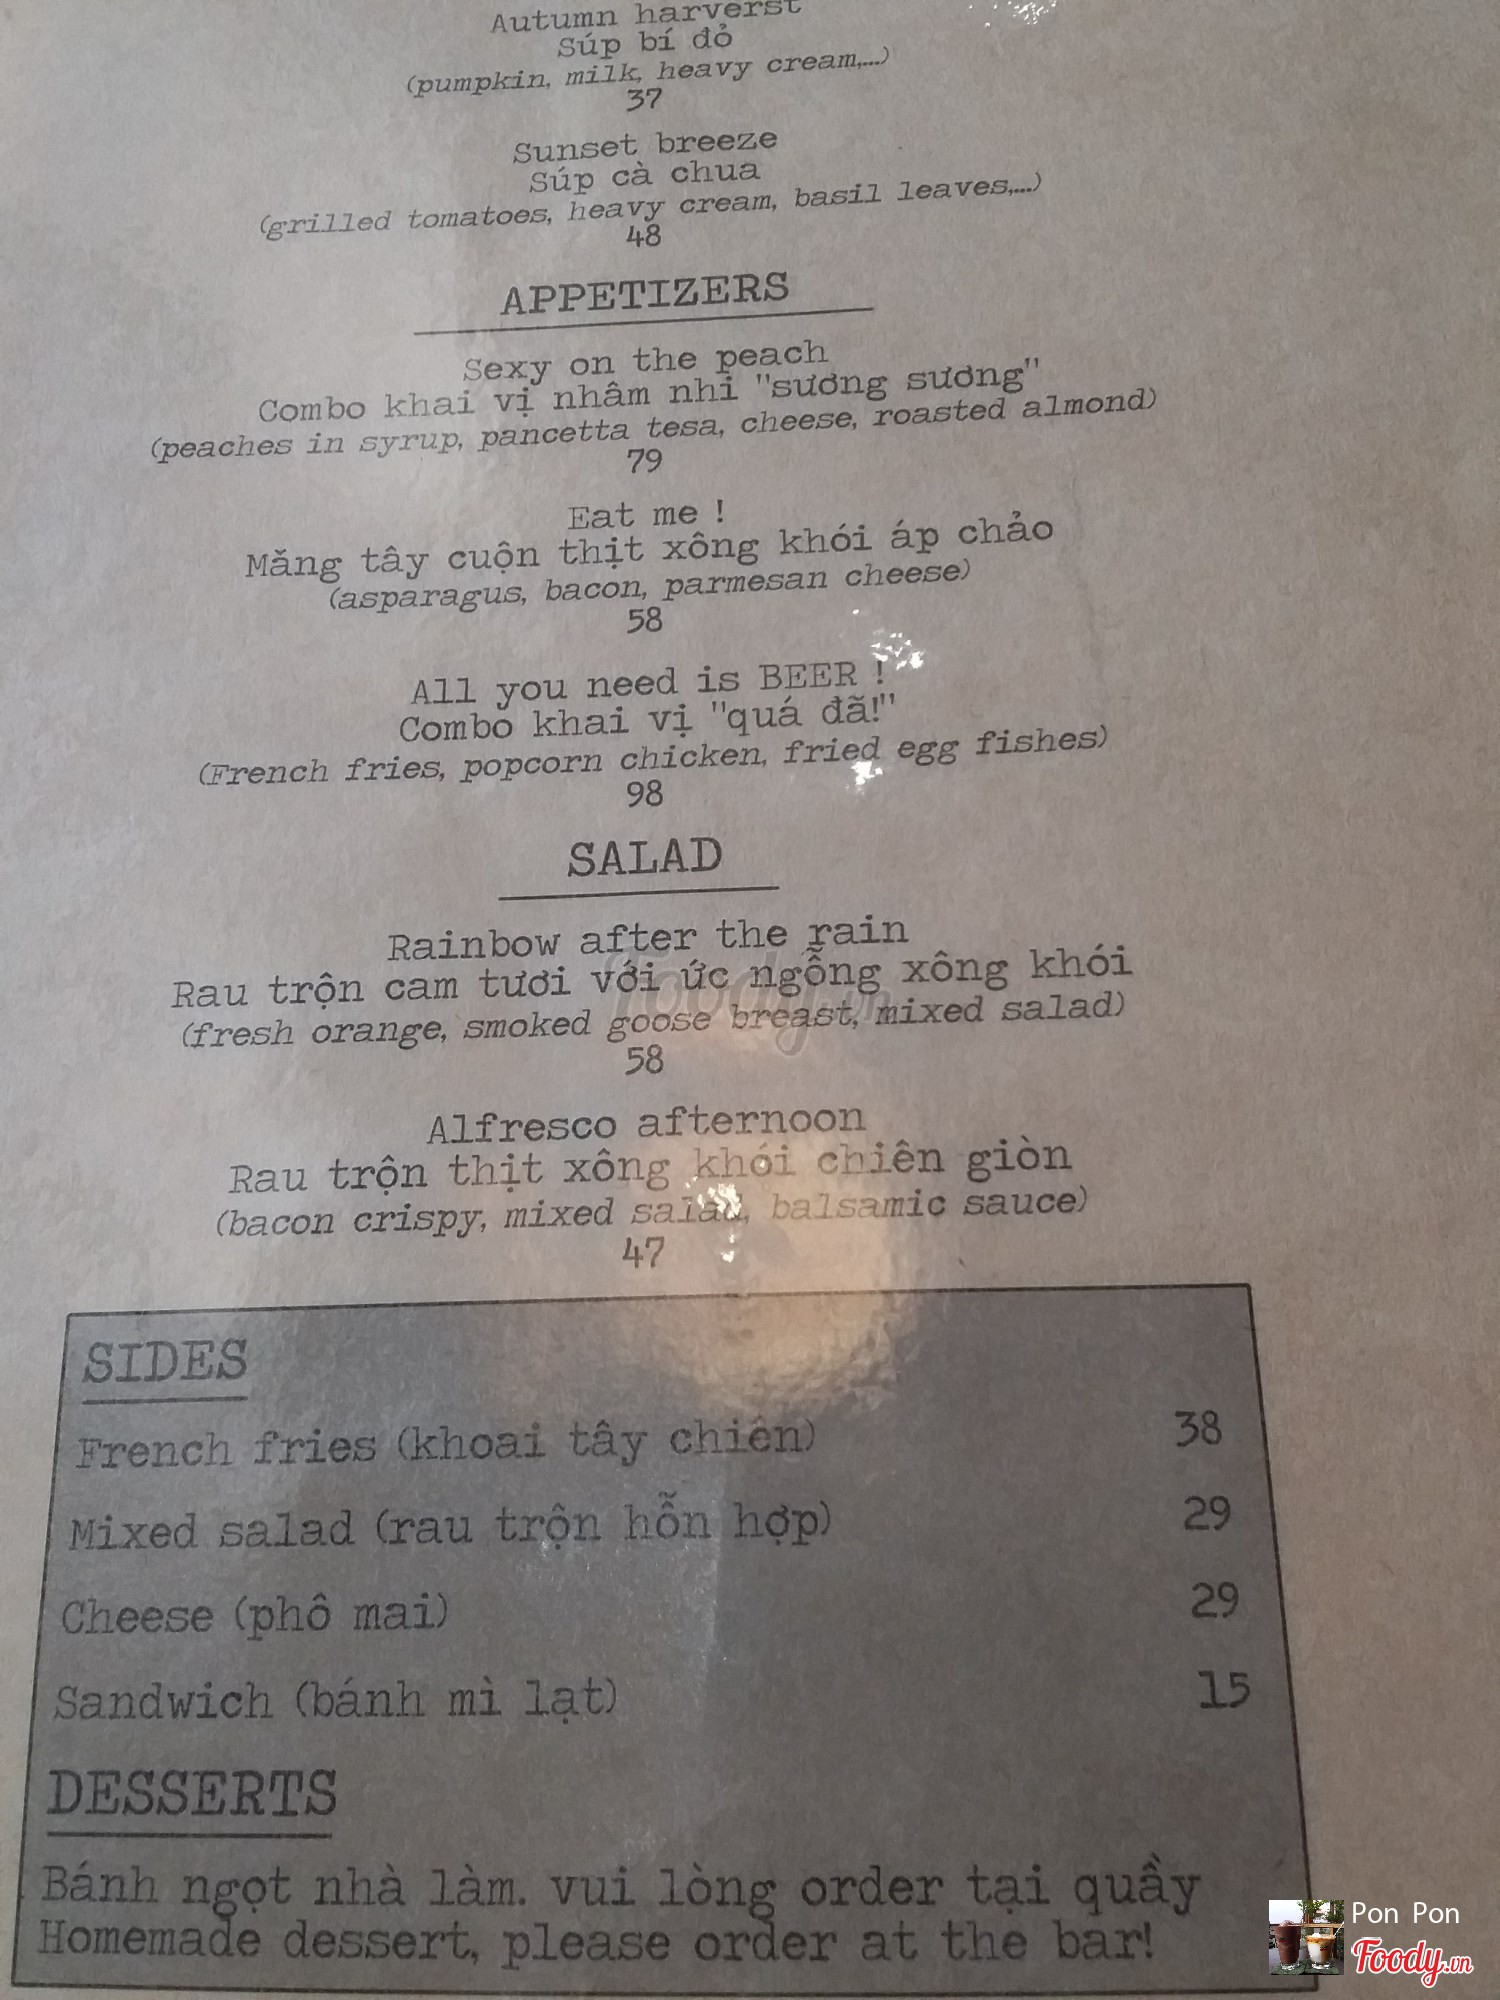 Autumn harverst
Súp bí đỏ
(pumpkin, milk, heavy cream,...)
37
Sunset breeze
Súp cà chua
(grilled tomatoes, heavy cream, basil leaves,...)
48
APPETIZERS
Sexy on the peach
Combo khai vị nhâm nhi "sương sương"
(peaches in syrup, pancetta tesa, cheese, roasted almond)
79
Eat me !
Măng tây cuộn thịt xông khói áp chảo
(asparagus, bacon, parmesan cheese)
58
All you need is BEER !
Combo khai vị "quá đã!"
(French fries, popcorn chicken, fried egg fishes)
98
SALAD
Rainbow after the rain
Rau trộn cam tươi với ức ngỗng xông khói
(fresh orange, smoked goose breast, mixed salad)
58
Alfresco afternoon
Rau trộn thịt xông khói chiên giòn
(bacon crispy, mixed salad, balsamic sauce)
47
SIDES
French fries (khoai tây chiên) 38
Mixed salad (rau trộn hỗn hợp) 29
Cheese (phô mai) 29
Sandwich (bánh mì lạt) 15
DESSERTS
Bánh ngọt nhà làm. vui lòng order tại quầy
Homemade dessert, please order at the bar!
Foody.vn
Pon Pon
Foody.vn